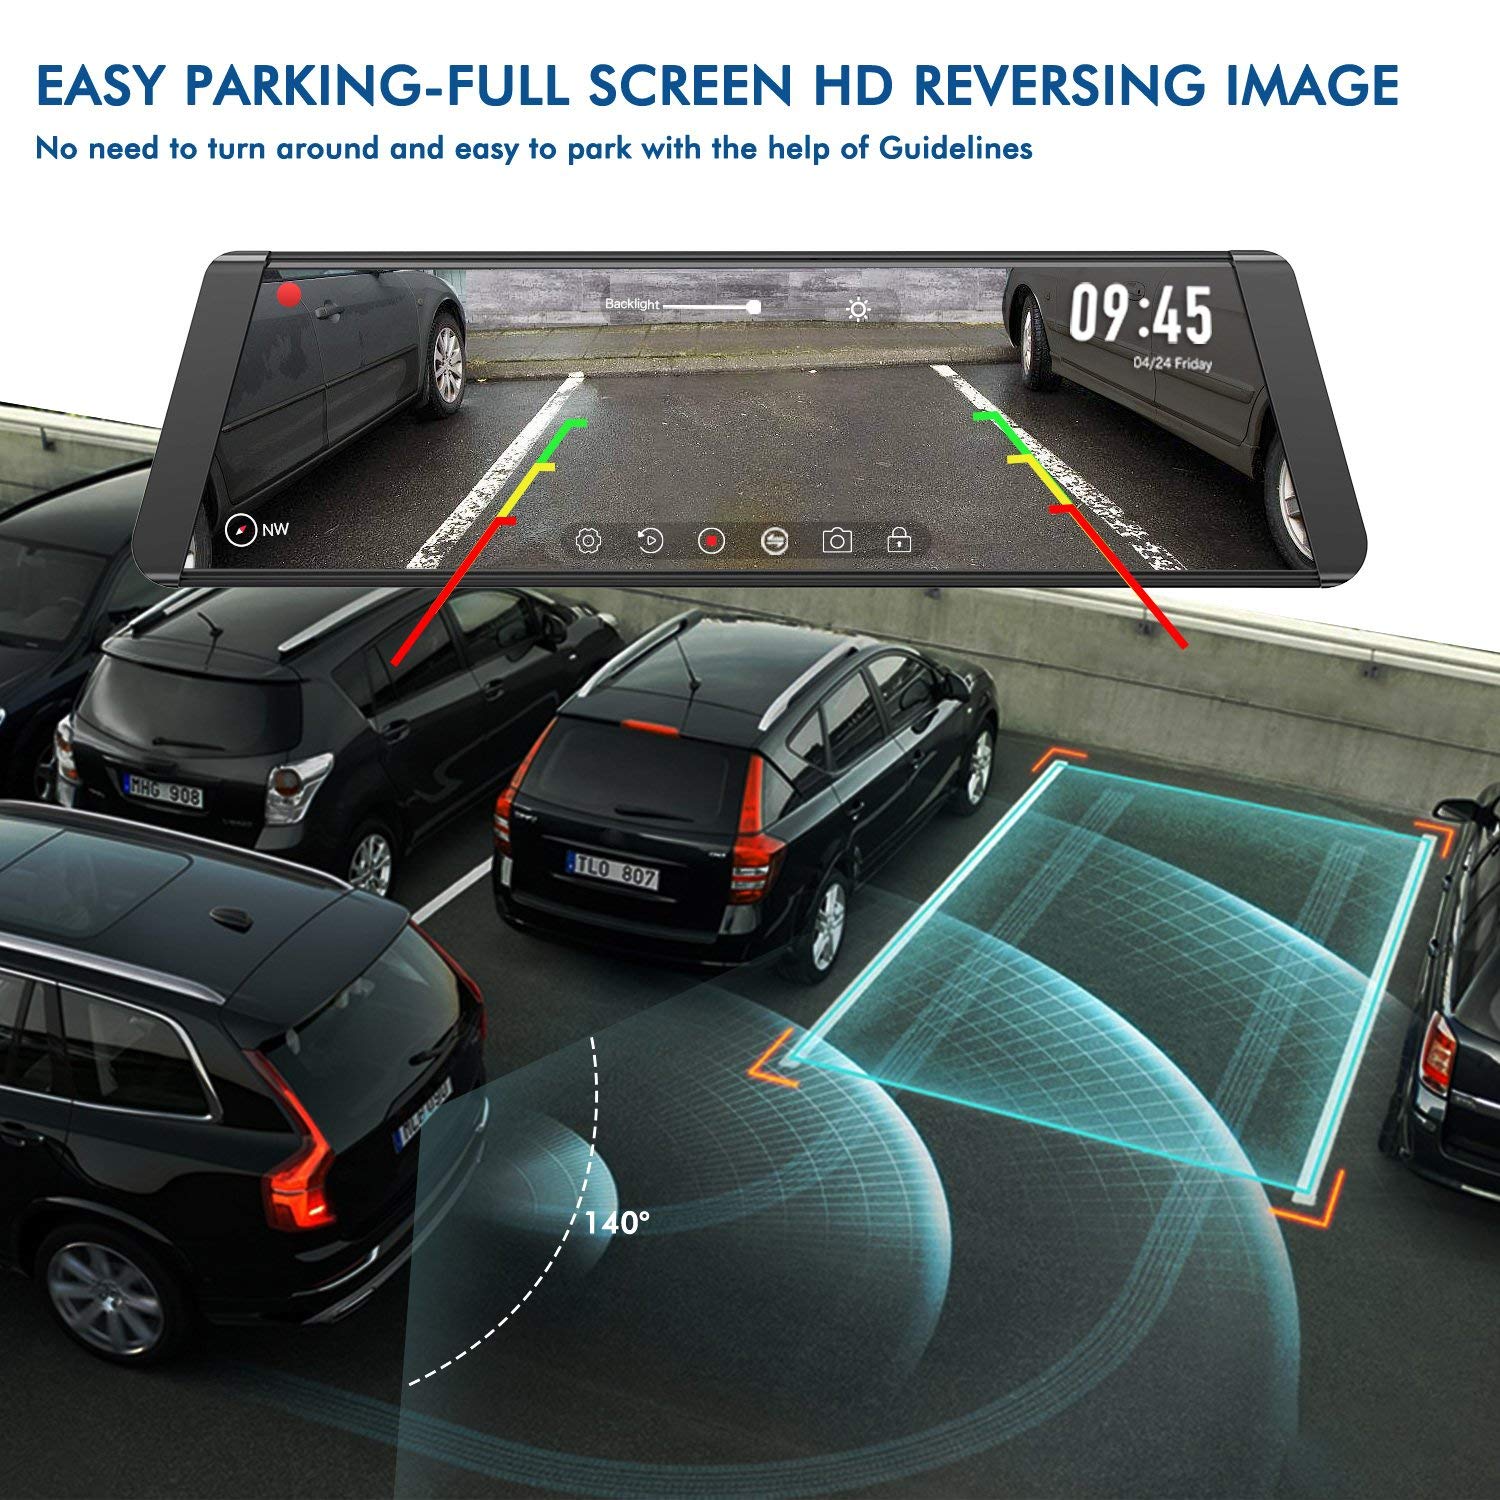 EASY PARKING-FULL SCREEN HD REVERSING IMAGE
No need to turn around and easy to park with the help of Guidelines
Backlight
09:45
04/24 Friday
NW
MHG 908
TLO 807
140°